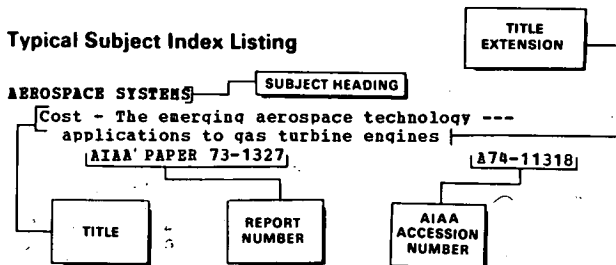 TITLE
EXTENSION
Typical Subject Index Listing
SUBJECT HEADING
AEROSPACE SYSTEMS
Cost - The emerging aerospace technology ---
applications to gas turbine engines
AIAA PAPER 73-1327 A74-11318
TITLE
REPORT
NUMBER
AIAA
ACCESSION
NUMBER